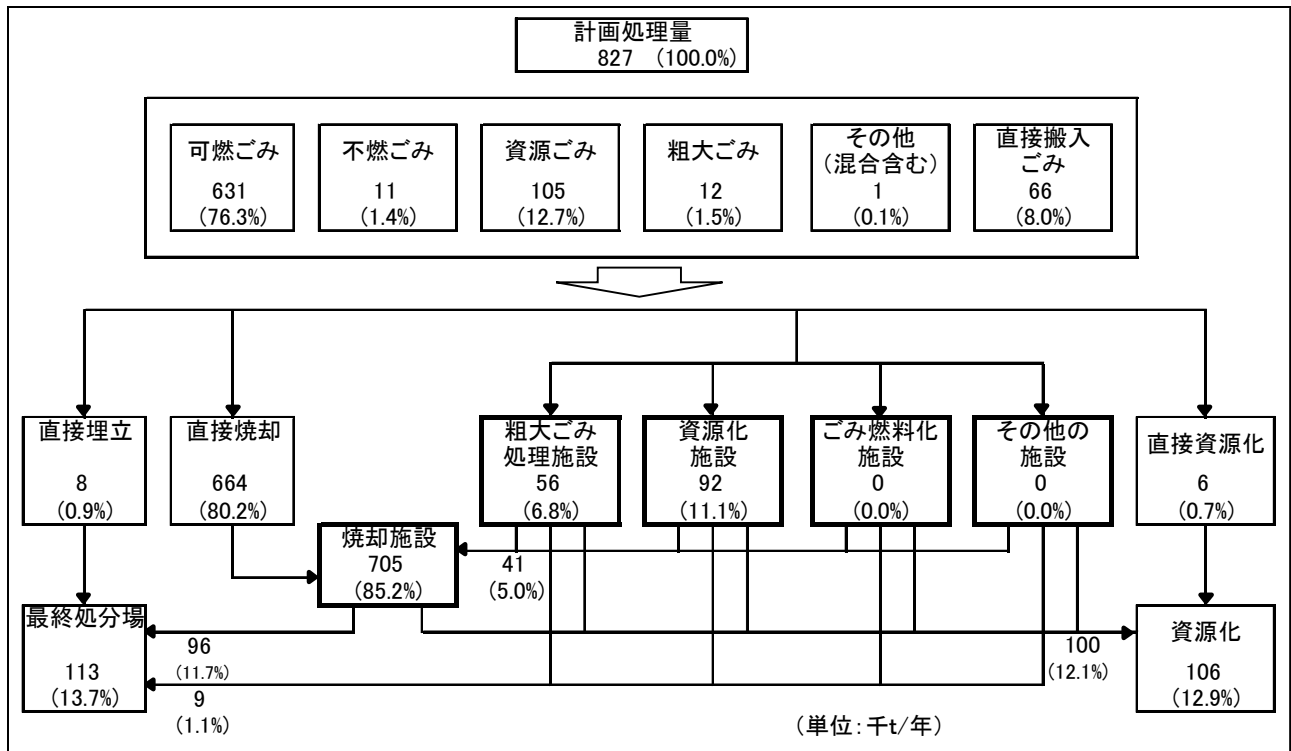 計画処理量
827 (100.0%)
可燃ごみ
631
(76.3%)
不燃ごみ
11
(1.4%)
資源ごみ
105
(12.7%)
粗大ごみ
12
(1.5%)
その他
(混合含む)
1
(0.1%)
直接搬入
ごみ
66
(8.0%)
直接埋立
8
(0.9%)
直接焼却
664
(80.2%)
粗大ごみ
処理施設
56
(6.8%)
資源化
施設
92
(11.1%)
ごみ燃料化
施設
0
(0.0%)
その他の
施設
0
(0.0%)
直接資源化
6
(0.7%)
焼却施設
705
(85.2%)
41
(5.0%)
最終処分場
113
(13.7%)
96
(11.7%)
9
(1.1%)
100
(12.1%)
資源化
106
(12.9%)
(単位:千t/年)